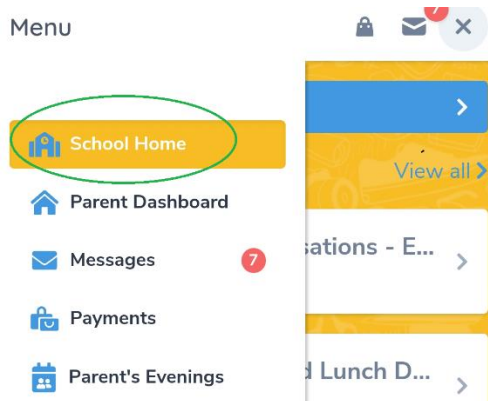 Menu
7
School Home
View all
Parent Dashboard
sations - E...
Messages
7
Payments
Lunch D...
Parent's Evenings